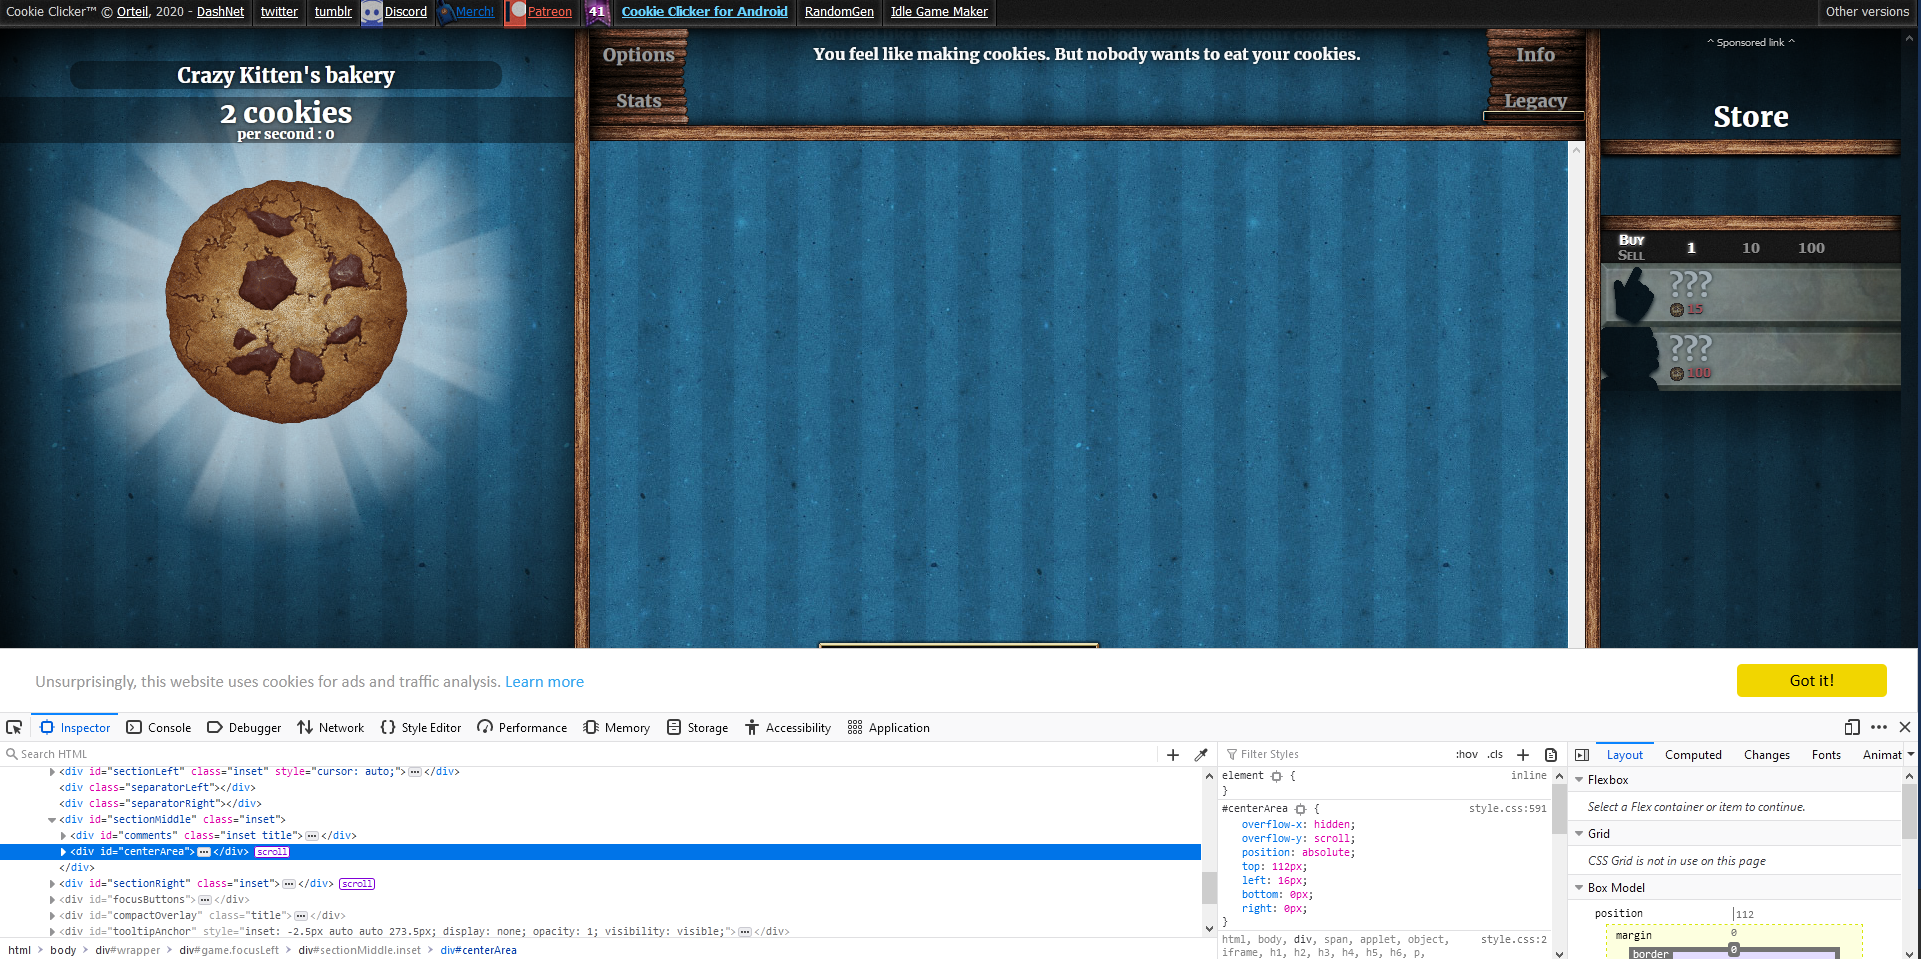 Cookie Clicker™ © Orteil, 2020 - DashNet
twitter
tumblr
Discord
Merch!
Patreon
41
Cookie Clicker for Android
RandomGen
Idle Game Maker
Other versions
Crazy Kitten's bakery
2 cookies
per second : 0
Options
Stats
You feel like making cookies. But nobody wants to eat your cookies.
Info
Legacy
^ Sponsored link ^
Store
Buy
Sell
1
10
100
???
15
???
100
Unsurprisingly, this website uses cookies for ads and traffic analysis. Learn more
Got it!
Inspector
Console
Debugger
Network
Style Editor
Performance
Memory
Storage
Accessibility
Application
Search HTML
<div id="sectionLeft" class="inset" style="cursor: auto;"> </div>
<div class="separatorLeft"></div>
<div class="separatorRight"></div>
<div id="sectionMiddle" class="inset">
<div id="comments" class="inset title"> </div>
<div id="centerArea"> </div> scroll
</div>
<div id="sectionRight" class="inset"> </div> scroll
<div id="focusButtons"> </div>
<div id="compactOverlay" class="title"> </div>
<div id="tooltipAnchor" style="inset: -2.5px auto auto 273.5px; display: none; opacity: 1; visibility: visible;"> </div>
html > body > div#wrapper > div#game.focusLeft > div#sectionMiddle.inset > div#centerArea
Filter Styles
:hov .cls
element { inline
}
#centerArea { style.css:591
overflow-x: hidden;
overflow-y: scroll;
position: absolute;
top: 112px;
left: 16px;
bottom: 0px;
right: 0px;
}
html, body, div, span, applet, object, style.css:2
iframe, h1, h2, h3, h4, h5, h6, p,
Layout
Computed
Changes
Fonts
Animat
Flexbox
Select a Flex container or item to continue.
Grid
CSS Grid is not in use on this page
Box Model
position
112
margin
0
border
0